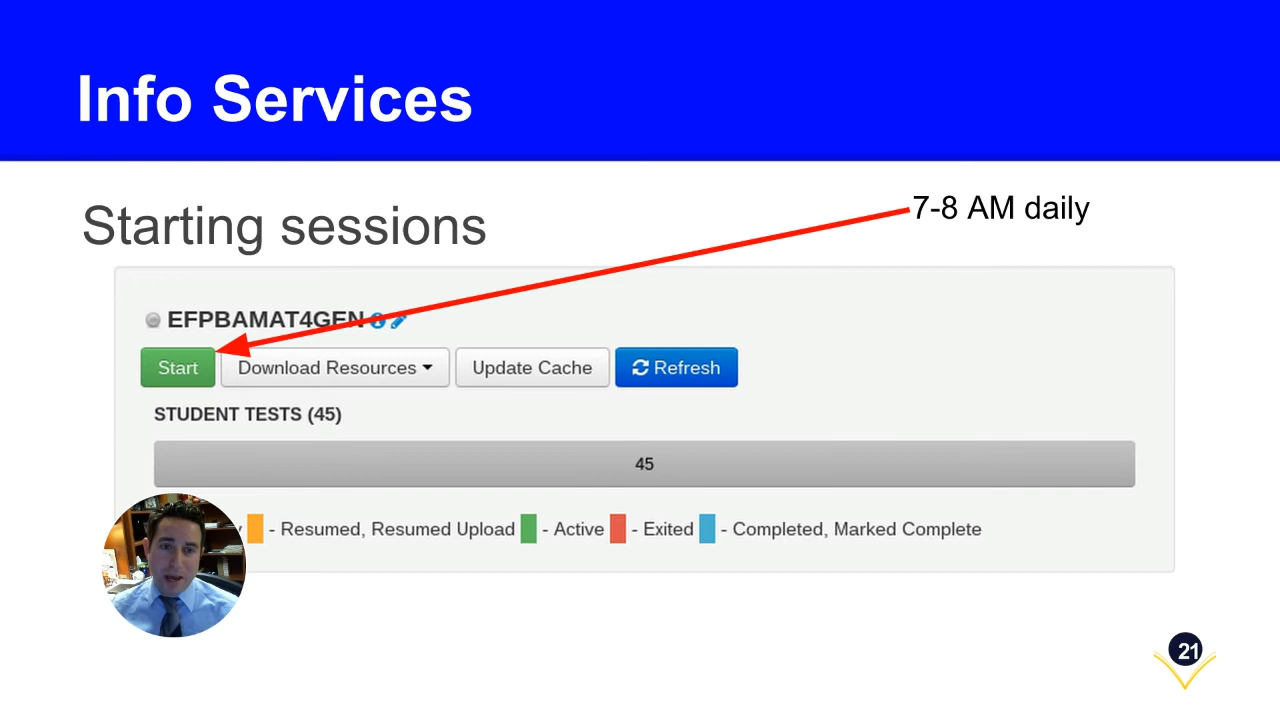 Info Services
Starting sessions
7-8 AM daily
EFPBAMAT4GEN
Start
Download Resources
Update Cache
Refresh
STUDENT TESTS (45)
45
- Resumed, Resumed Upload
- Active
- Exited
- Completed, Marked Complete
21